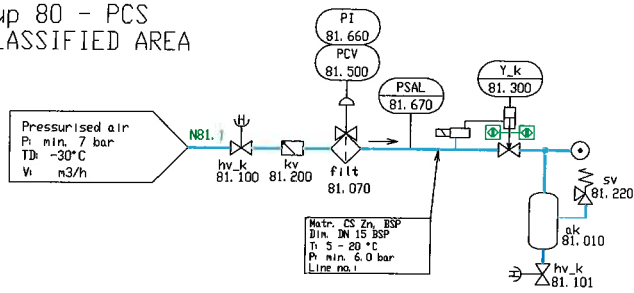 up 80 - PCS
LASSIFIED AREA
PI
81.660
PCV
81.500
PSAL
81.670
Y_k
81.300
Pressurised air
P: min. 7 bar
TD: -30°C
V: m3/h
N81.1
hv_k
81.100
kv
81.200
filt
81.070
sv
81.220
Matr. CS Zn, BSP
Dim. DN 15 BSP
T: 5 - 20 °C
P: min. 6.0 bar
Line no.:
ak
81.010
hv_k
81.101